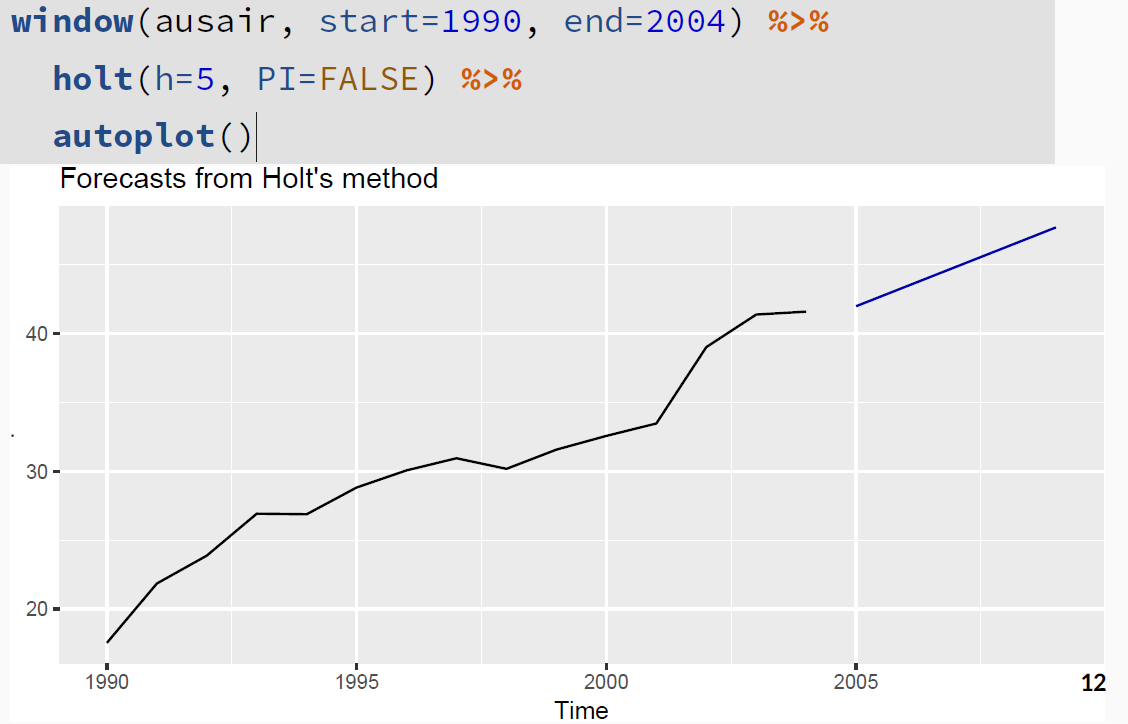 window(ausair, start=1990, end=2004) %>%
holt(h=5, PI=FALSE) %>%
autoplot()
Forecasts from Holt's method
40
30
20
.
1990 1995 2000 2005
12
Time